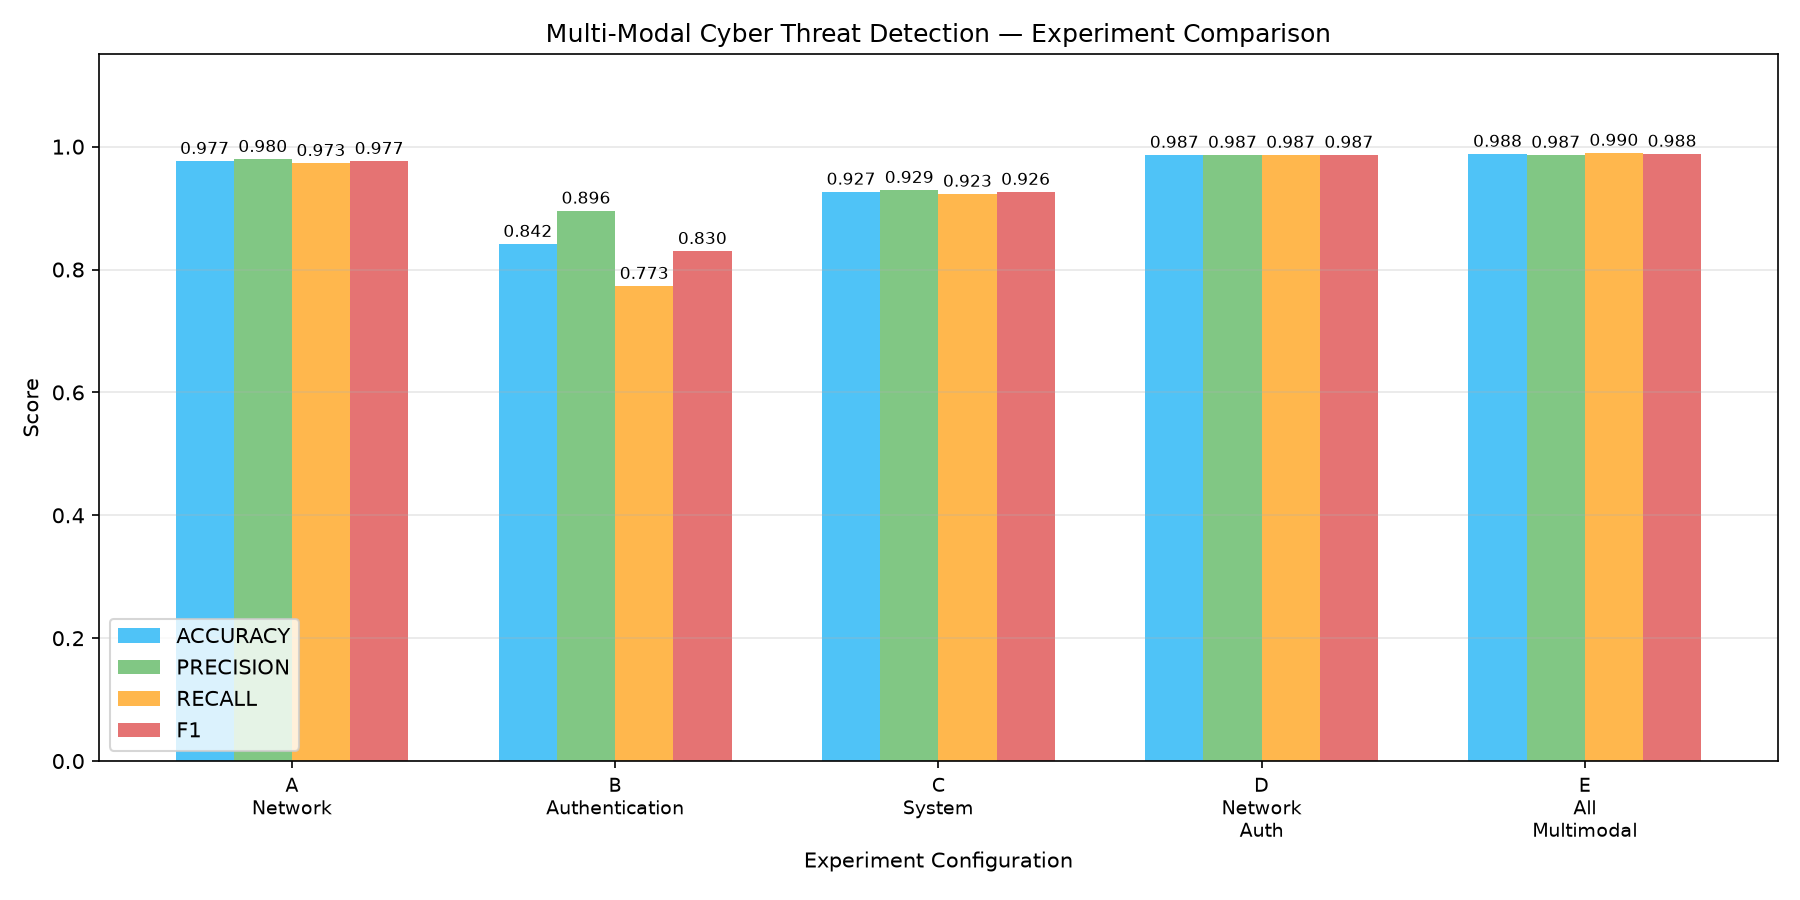 Multi-Modal Cyber Threat Detection — Experiment Comparison
Score
1.0
0.8
0.6
0.4
0.2
0.0
0.977 0.980 0.973 0.977
0.842 0.896 0.773 0.830
0.927 0.929 0.923 0.926
0.987 0.987 0.987 0.987
0.988 0.987 0.990 0.988
ACCURACY
PRECISION
RECALL
F1
A
Network
B
Authentication
C
System
D
Network
Auth
E
All
Multimodal
Experiment Configuration